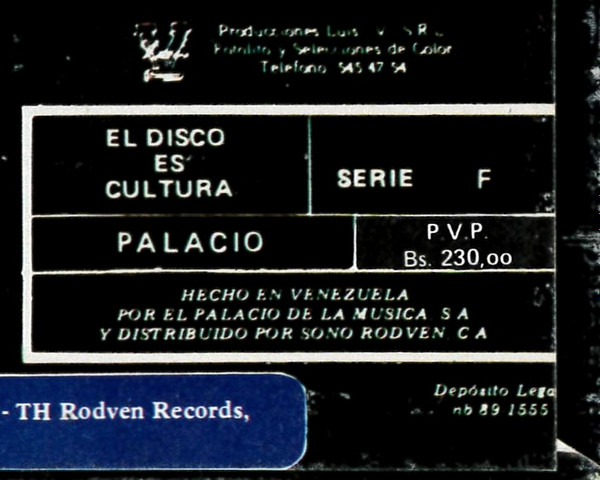 Producciones Luis V. S R L
Fotolito y Selecciones de Color
Telefono 545 47 54
EL DISCO
ES
CULTURA
SERIE F
PALACIO
P.V.P.
Bs. 230,oo
HECHO EN VENEZUELA
POR EL PALACIO DE LA MUSICA S A
Y DISTRIBUIDO POR SONO RODVEN C A
- TH Rodven Records,
Depósito Lega
nb 89 1555